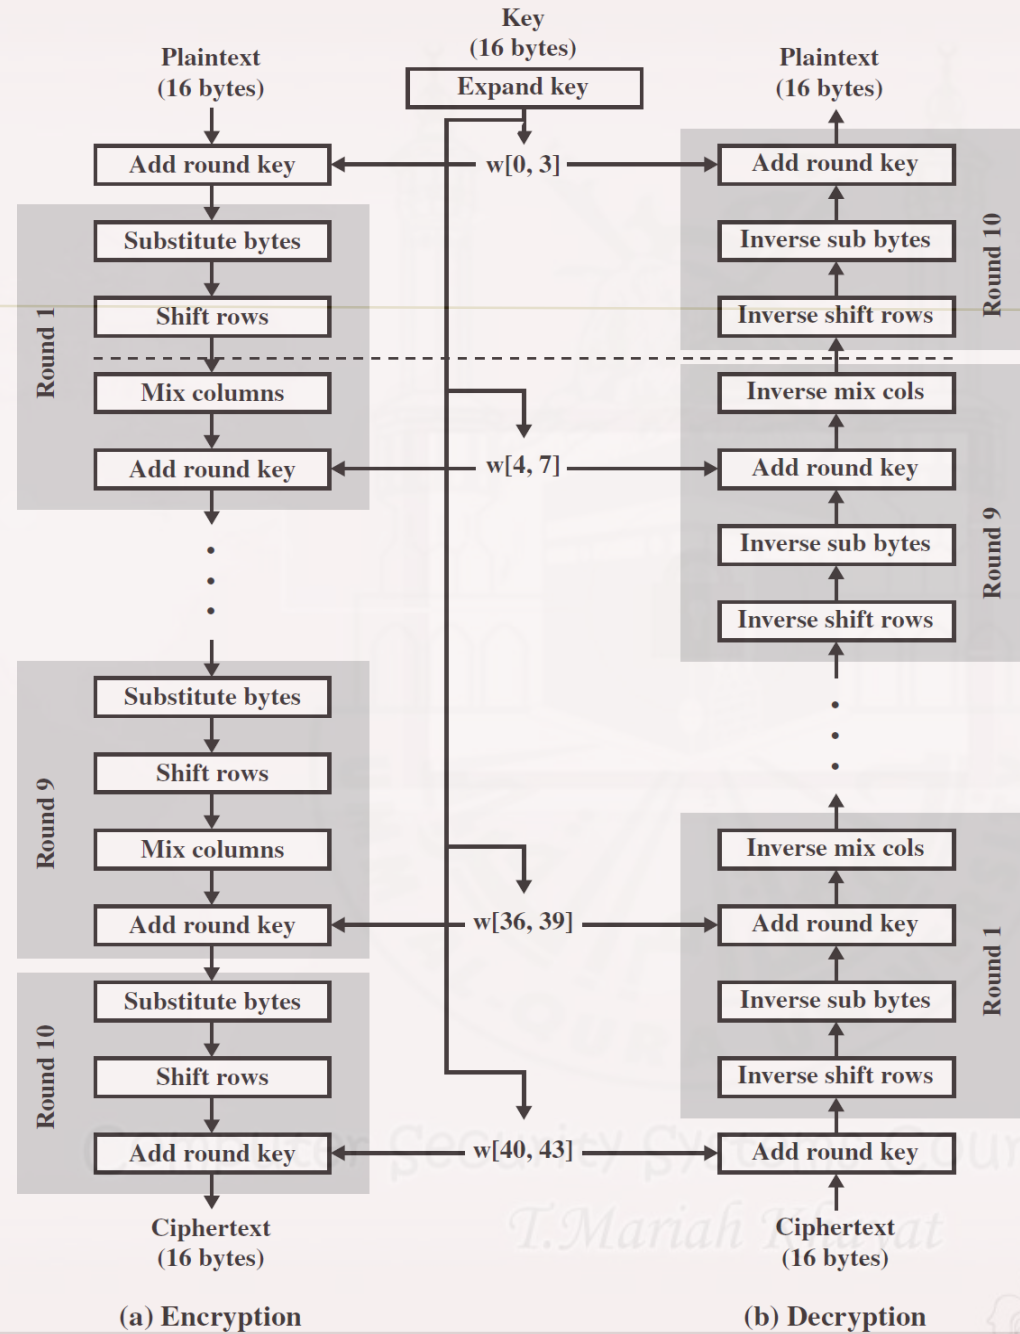 Key
(16 bytes)
Expand key
Plaintext
(16 bytes)
Add round key
Round 1
Substitute bytes
Shift rows
Mix columns
Add round key
Round 9
Substitute bytes
Shift rows
Mix columns
Add round key
Round 10
Substitute bytes
Shift rows
Add round key
Ciphertext
(16 bytes)
(a) Encryption
w[0, 3]
w[4, 7]
w[36, 39]
w[40, 43]
Plaintext
(16 bytes)
Add round key
Inverse sub bytes
Inverse shift rows
Round 10
Inverse mix cols
Add round key
Inverse sub bytes
Inverse shift rows
Round 9
Inverse mix cols
Add round key
Inverse sub bytes
Inverse shift rows
Round 1
Add round key
Ciphertext
(16 bytes)
(b) Decryption
Computer Security Systems
T.Mariah Khayat